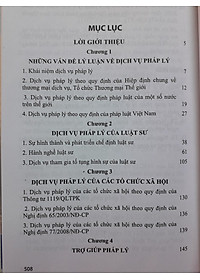 MỤC LỤC
LỜI GIỚI THIỆU 5
Chương 1
NHỮNG VẤN ĐỀ LÝ LUẬN VỀ DỊCH VỤ PHÁP LÝ
1. Khái niệm dịch vụ pháp lý 7
2. Dịch vụ pháp lý theo quy định của Hiệp định chung về
thương mại dịch vụ, Tổ chức Thương mại Thế giới 12
3. Dịch vụ pháp lý theo quy định pháp luật của một số nước
trên thế giới 19
4. Dịch vụ pháp lý theo quy định của pháp luật Việt Nam 27
Chương 2
DỊCH VỤ PHÁP LÝ CỦA LUẬT SƯ
1. Sự hình thành và phát triển chế định luật sư 38
2. Hành nghề luật sư 61
3. Dịch vụ tham gia tố tụng hình sự của luật sư 83
Chương 3
DỊCH VỤ PHÁP LÝ CỦA CÁC TỔ CHỨC XÃ HỘI
1. Dịch vụ pháp lý của các tổ chức xã hội theo quy định của
Thông tư 1119/QLTPK 130
2. Dịch vụ pháp lý của các tổ chức xã hội theo quy định của
Nghị định 65/2003/NĐ-CP 136
3. Dịch vụ pháp lý của các tổ chức xã hội theo quy định của
Nghị định 77/2008/NĐ-CP 139
Chương 4
TRỢ GIÚP PHÁP LÝ 145
508